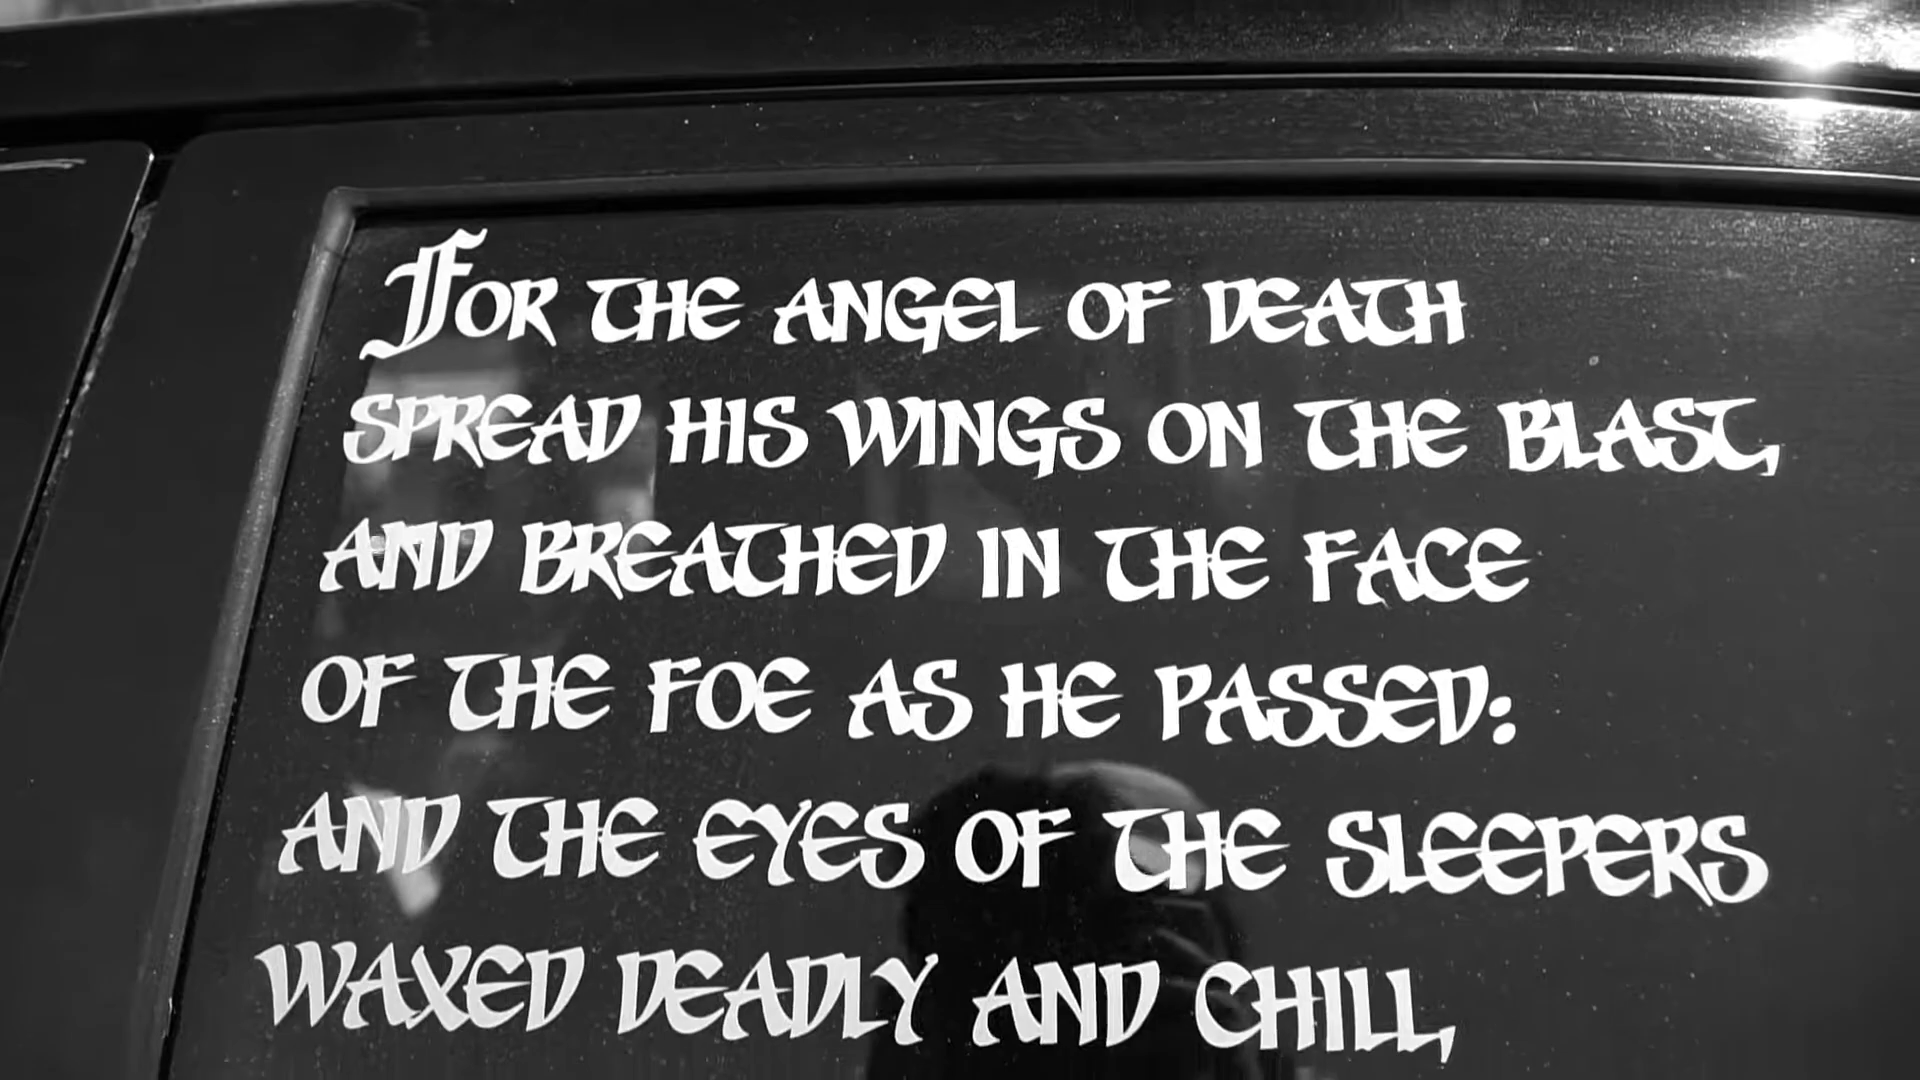 FOR THE ANGEL OF DEATH
SPREAD HIS WINGS ON THE BLAST,
AND BREATHED IN THE FACE
OF THE FOE AS HE PASSED:
AND THE EYES OF THE SLEEPERS
WAXED DEADLY AND CHILL,